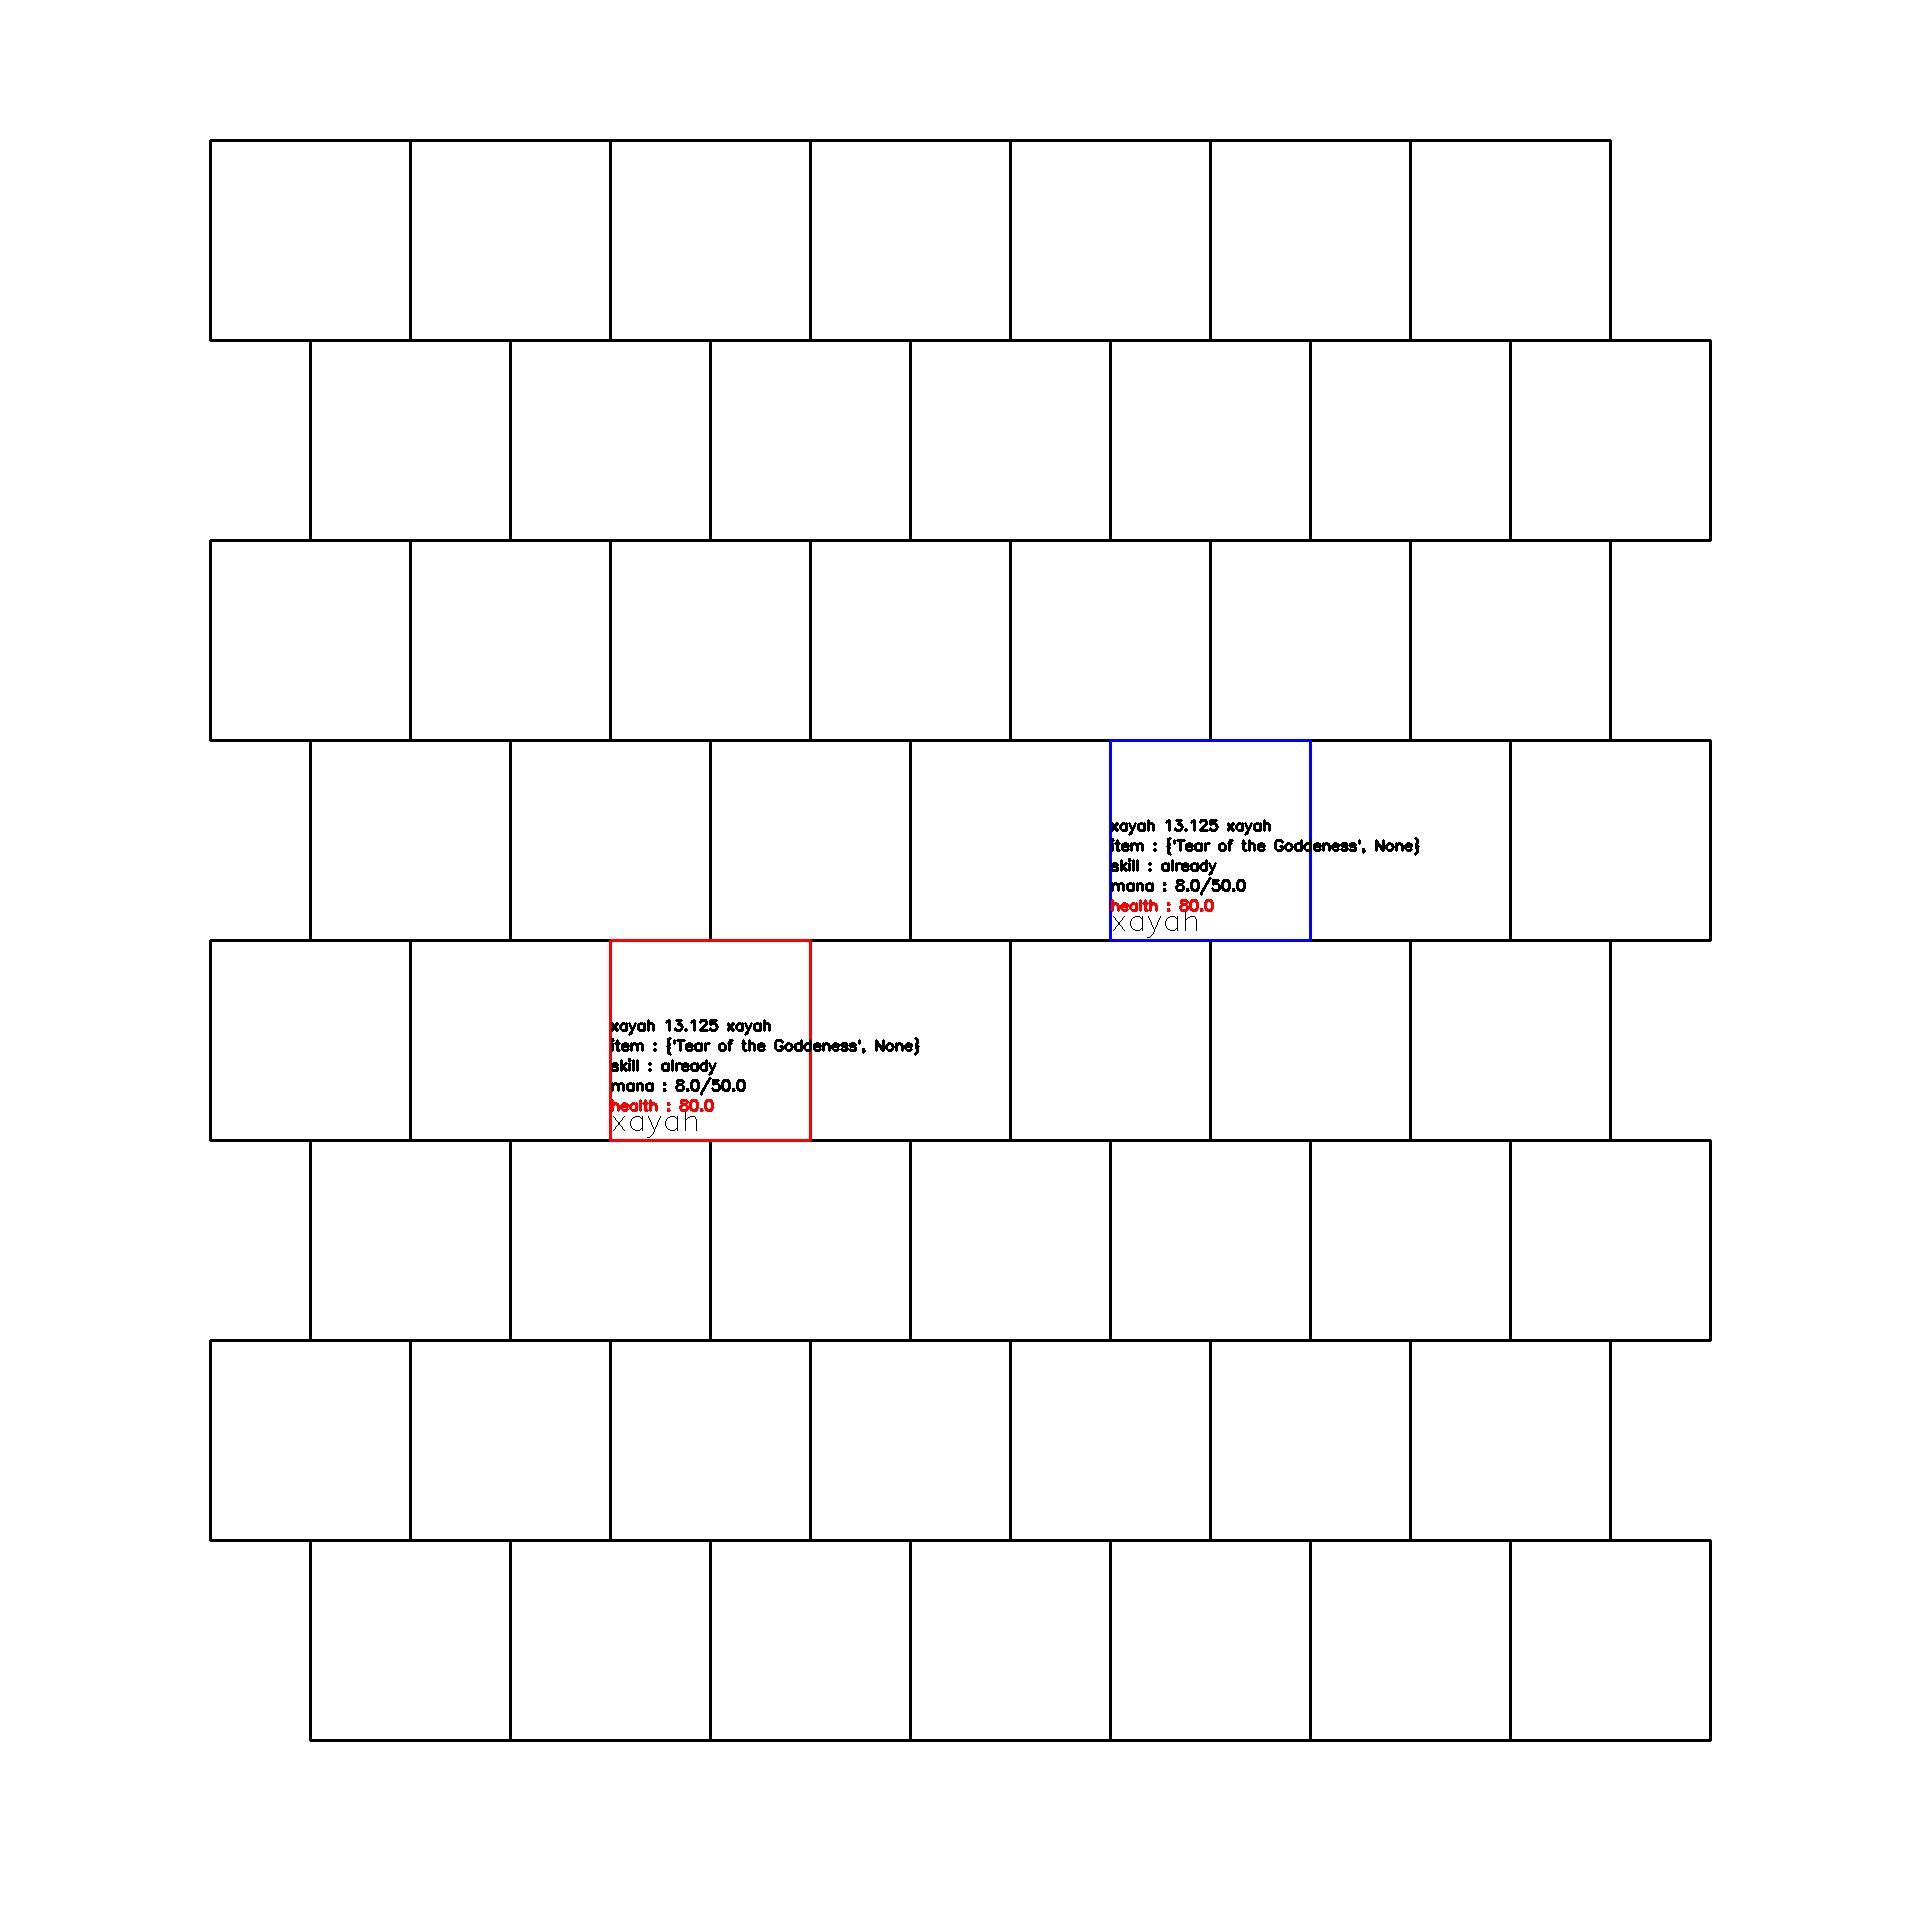 xayah 13.125 xayah
item : {'Tear of the Goddeness', None}
skill : already
mana : 8.0/50.0
health : 80.0
xayah
xayah 13.125 xayah
item : {'Tear of the Goddeness', None}
skill : already
mana : 8.0/50.0
health : 80.0
xayah